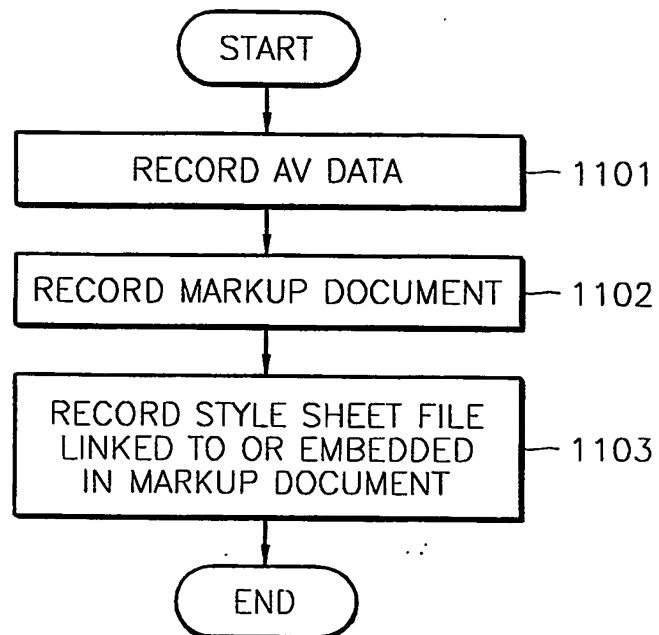 START
RECORD AV DATA
1101
RECORD MARKUP DOCUMENT
1102
RECORD STYLE SHEET FILE
LINKED TO OR EMBEDDED
IN MARKUP DOCUMENT
1103
END